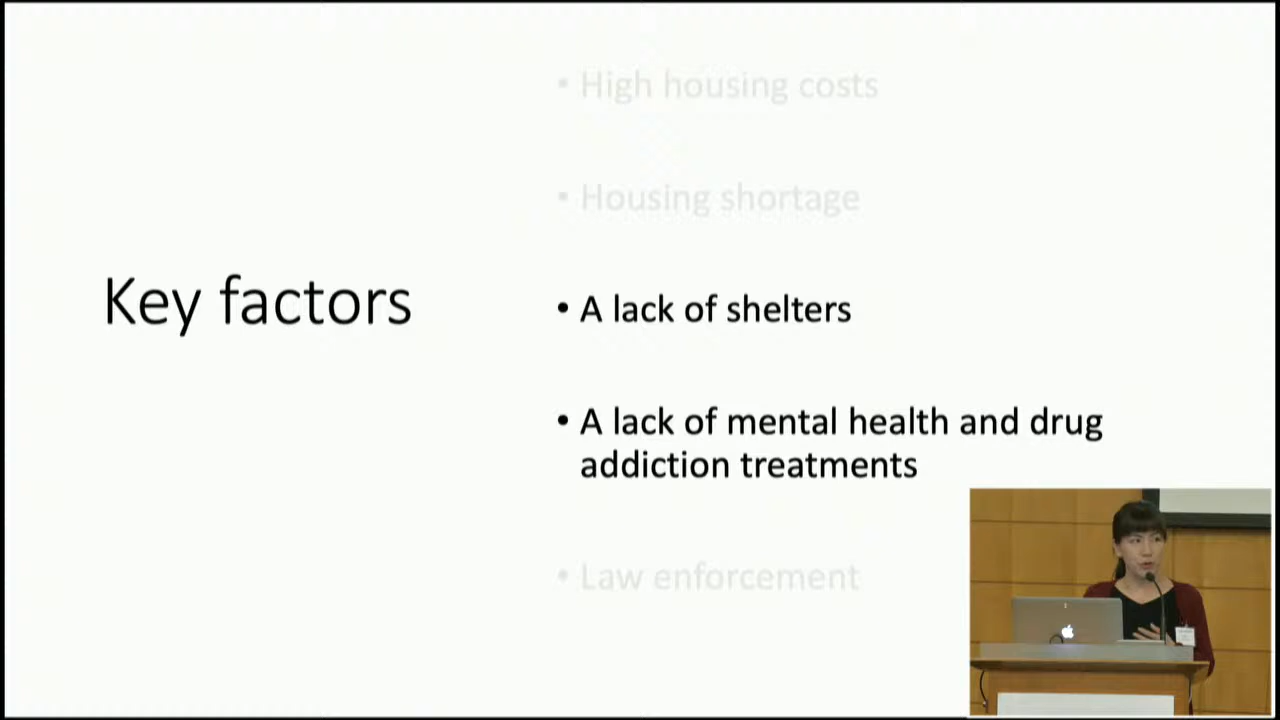 • High housing costs
• Housing shortage
Key factors
• A lack of shelters
• A lack of mental health and drug
addiction treatments
• Law enforcement